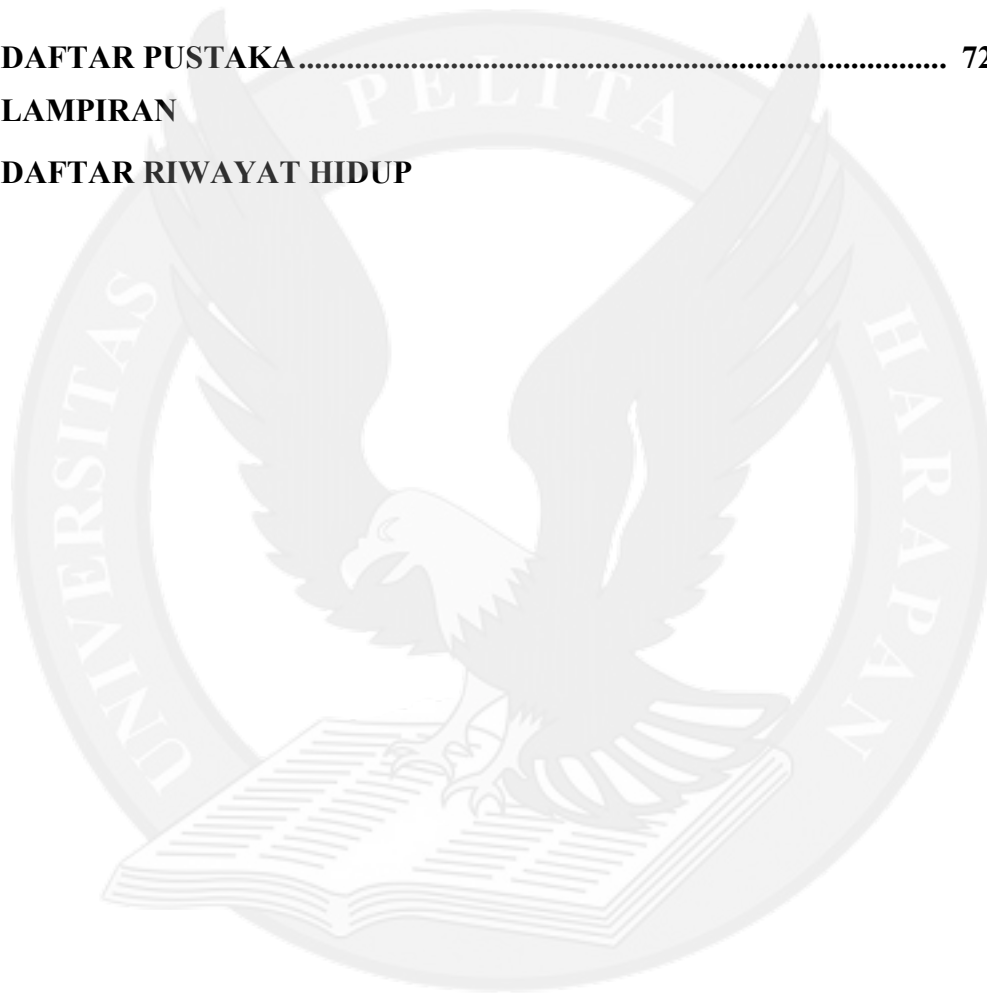 DAFTAR PUSTAKA................................................................................... 72
LAMPIRAN
DAFTAR RIWAYAT HIDUP
UNIVERSITAS PELITA HARAPAN